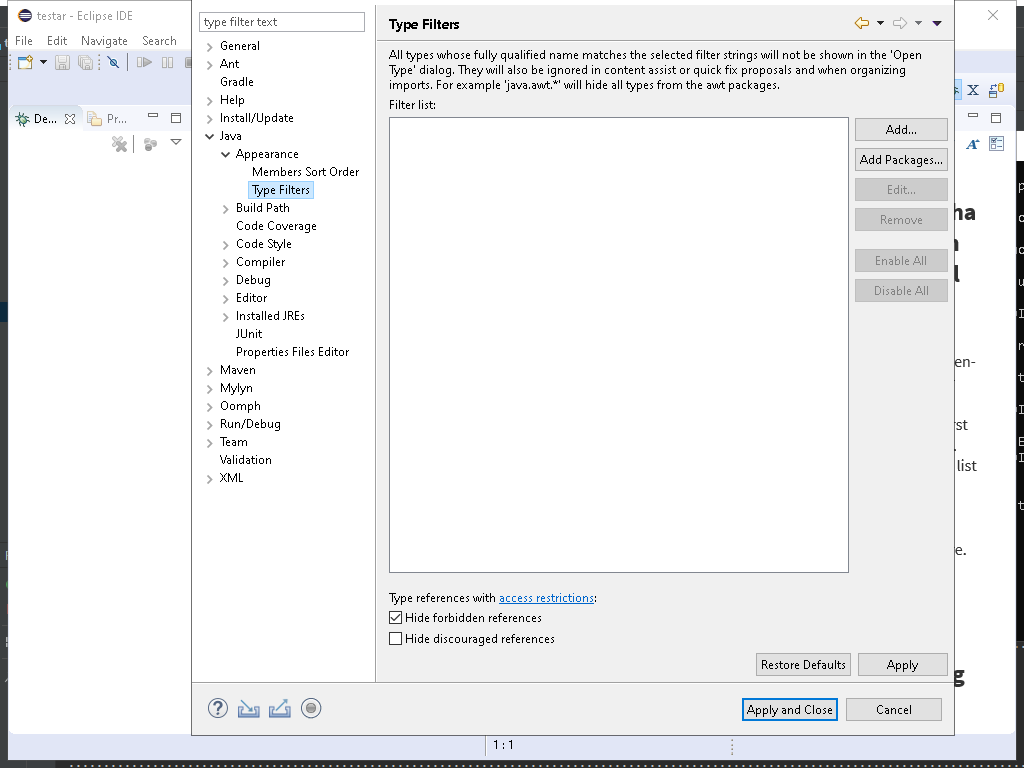 testar - Eclipse IDE
File Edit Navigate Search
De...
Pr...
type filter text
General
Ant
Gradle
Help
Install/Update
Java
Appearance
Members Sort Order
Type Filters
Build Path
Code Coverage
Code Style
Compiler
Debug
Editor
Installed JREs
JUnit
Properties Files Editor
Maven
Mylyn
Oomph
Run/Debug
Team
Validation
XML
Type Filters
All types whose fully qualified name matches the selected filter strings will not be shown in the 'Open
Type' dialog. They will also be ignored in content assist or quick fix proposals and when organizing
imports. For example 'java.awt.*' will hide all types from the awt packages.
Filter list:
Add...
Add Packages...
Edit...
Remove
Enable All
Disable All
Type references with access restrictions:
Hide forbidden references
Hide discouraged references
Restore Defaults
Apply
Apply and Close
Cancel
ha
en-
rst
list
e.
g
1 : 1